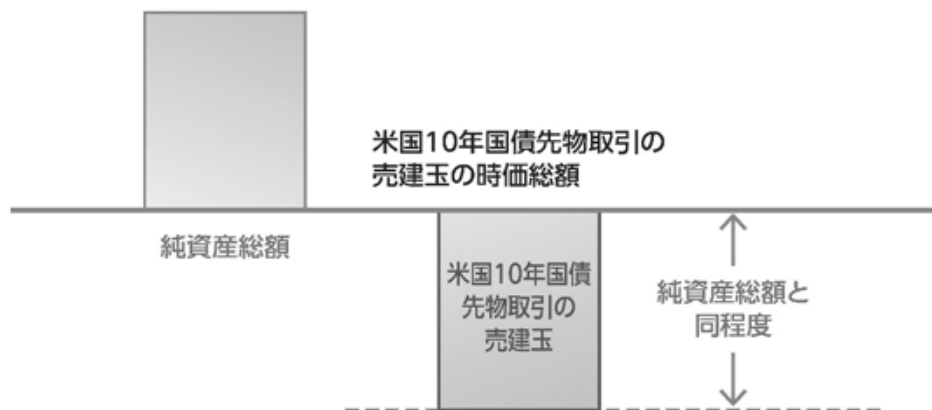 米国10年国債先物取引の
売建玉の時価総額
純資産総額
米国10年国債
先物取引の
売建玉
純資産総額と
同程度